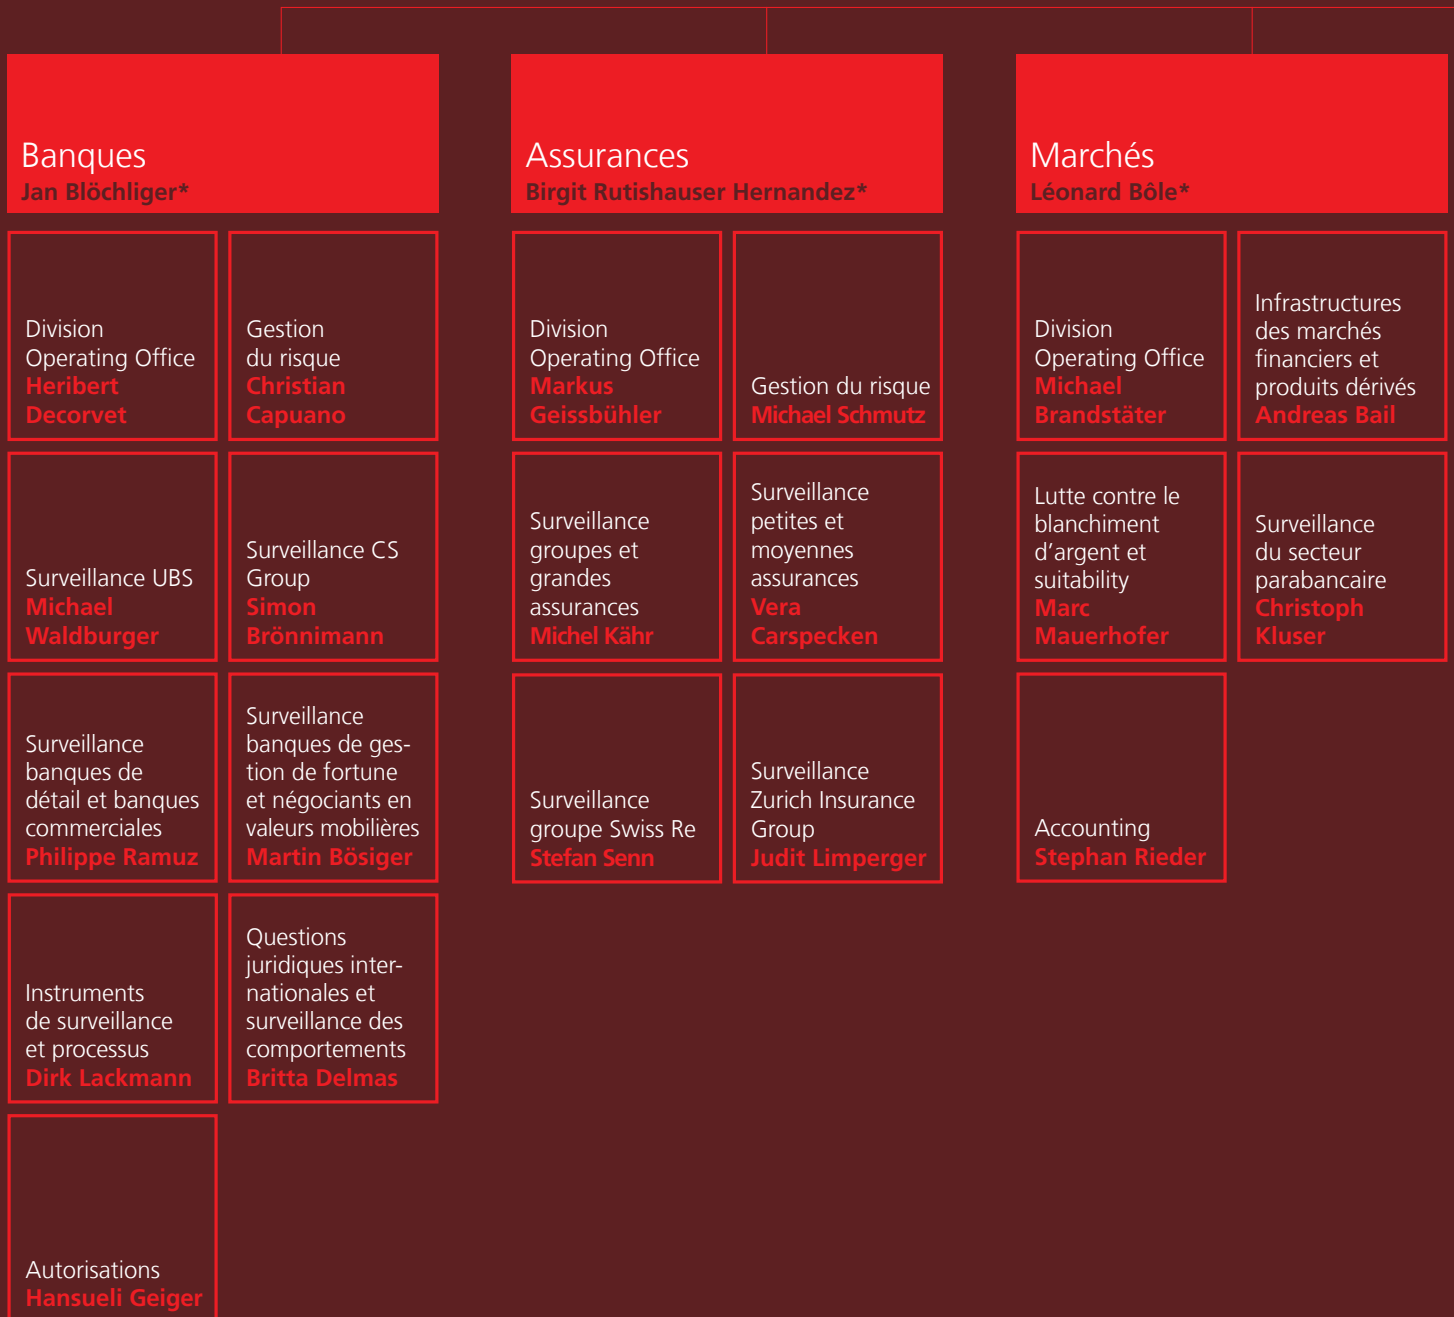 Banques
Jan Blöchliger*
Division
Operating Office
Heribert
Decorvet
Gestion
du risque
Christian
Capuano
Surveillance UBS
Michael
Waldburger
Surveillance CS
Group
Simon
Brönnimann
Surveillance
banques de
détail et banques
commerciales
Philippe Ramuz
Surveillance
banques de ges-
tion de fortune
et négociants en
valeurs mobilières
Martin Bösiger
Instruments
de surveillance
et processus
Dirk Lackmann
Questions
juridiques inter-
nationales et
surveillance des
comportements
Britta Delmas
Autorisations
Hansueli Geiger
Assurances
Birgit Rutishauser Hernandez*
Division
Operating Office
Markus
Geissbühler
Gestion du risque
Michael Schmutz
Surveillance
groupes et
grandes
assurances
Michel Kähr
Surveillance
petites et
moyennes
assurances
Vera
Carspecken
Surveillance
groupe Swiss Re
Stefan Senn
Surveillance
Zurich Insurance
Group
Judit Limperger
Marchés
Léonard Bôle*
Division
Operating Office
Michael
Brandstäter
Infrastructures
des marchés
financiers et
produits dérivés
Andreas Bail
Lutte contre le
blanchiment
d’argent et
suitability
Marc
Mauerhofer
Surveillance
du secteur
parabancaire
Christoph
Kluser
Accounting
Stephan Rieder